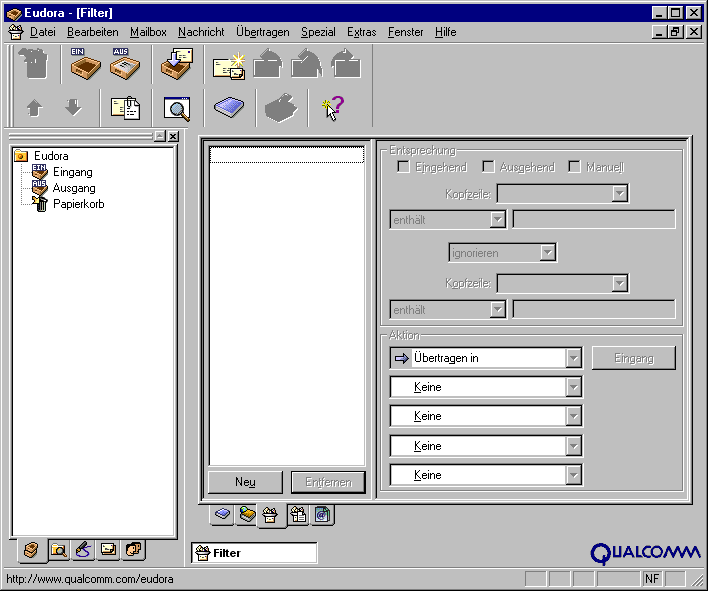 Eudora - [Filter]
Datei Bearbeiten Mailbox Nachricht Übertragen Spezial Extras Fenster Hilfe
EIN AUS
Eudora
EIN Eingang
AUS Ausgang
Papierkorb
Neu Entfernen
Entsprechung
Eingehend Ausgehend Manuell
Kopfzeile:
enthält
ignorieren
Kopfzeile:
enthält
Aktion
Übertragen in Eingang
Keine
Keine
Keine
Keine
Filter
QUALCOMM
http://www.qualcomm.com/eudora NF